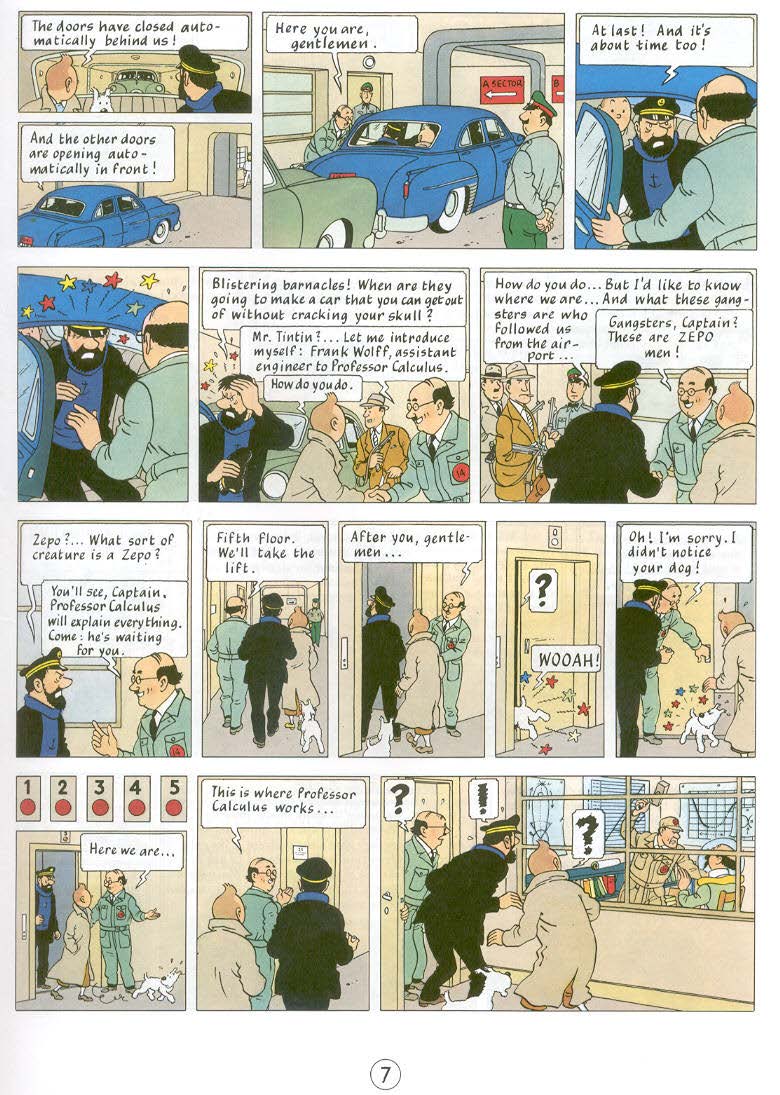 The doors have closed auto-
matically behind us!
And the other doors
are opening auto-
matically in front!
Here you are,
gentlemen.
A SECTOR
B
At last! And it's
about time too!
Blistering barnacles! When are they
going to make a car that you can get out
of without cracking your skull?
Mr. Tintin?... Let me introduce
myself: Frank Wolff, assistant
engineer to Professor Calculus.
How do you do.
14
How do you do... But I'd like to know
where we are... And what these gang-
sters are who
followed us
from the air-
port...
Gangsters, Captain?
These are ZEPO
men!
Zepo?... What sort of
creature is a Zepo?
You'll see, Captain.
Professor Calculus
will explain everything.
Come: he's waiting
for you.
14
Fifth floor.
We'll take the
lift.
After you, gentle-
men...
0
?
WOOAH!
Oh! I'm sorry. I
didn't notice
your dog!
1 2 3 4 5
Here we are...
This is where Professor
Calculus works...
?
!!
?
7